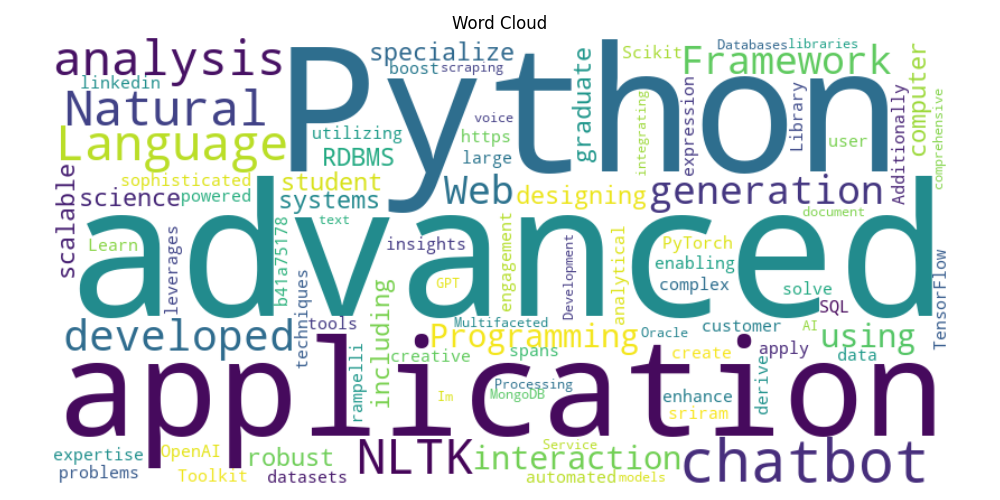 Word Cloud
analysis
Python
specialize
boost
scraping
graduate
Scikit
Databases
libraries
Framework
computer
linkedin
Natural
Language
utilizing
RDBMS
voice
https
large
integrating
expression
Library
user
Additionally
comprehensive
scalable
science
sophisticated
powered
student
systems
Web
designing
generation
document
advanced
Learn
leverages
b41a75178
text
insights
GPT
engagement
Development
analytical
PyTorch
enabling
complex
solve
SQL
TensorFlow
developed
techniques
tools
rampelli
including
creative
Programming
Multifaceted
spans
Oracle
customer
AI
using
create
apply
data
application
Im
Processing
MongoDB
enhance
sriram
derive
expertise
problems
OpenAI
Toolkit
robust
datasets
NLTK
interaction
Service
automated
models
chatbot